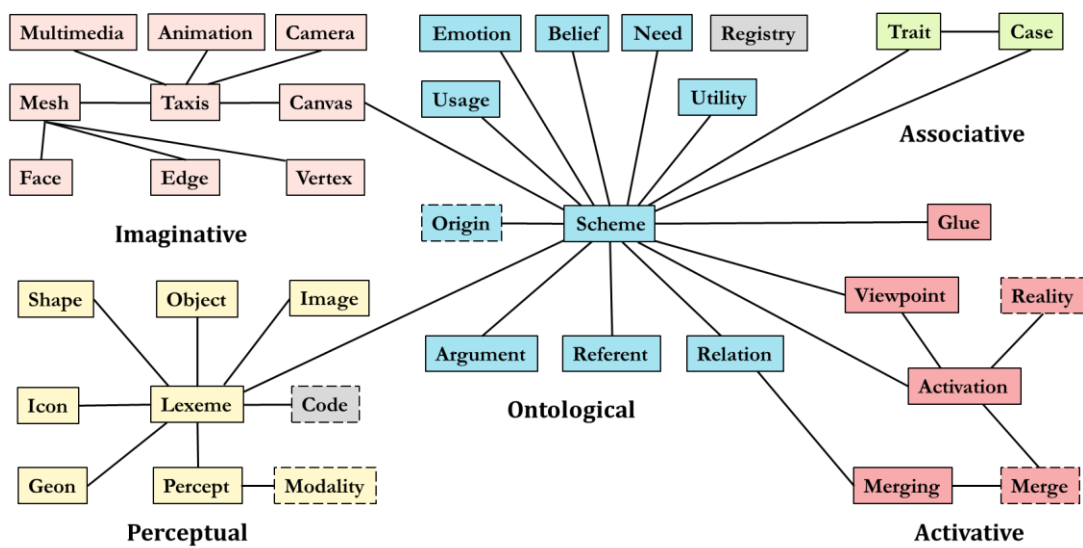 Multimedia
Animation
Camera
Mesh
Taxis
Canvas
Face
Edge
Vertex
Imaginative
Emotion
Belief
Need
Registry
Usage
Utility
Origin
Scheme
Argument
Referent
Relation
Ontological
Trait
Case
Associative
Glue
Shape
Object
Image
Icon
Lexeme
Code
Geon
Percept
Modality
Perceptual
Viewpoint
Reality
Activation
Merging
Merge
Activative